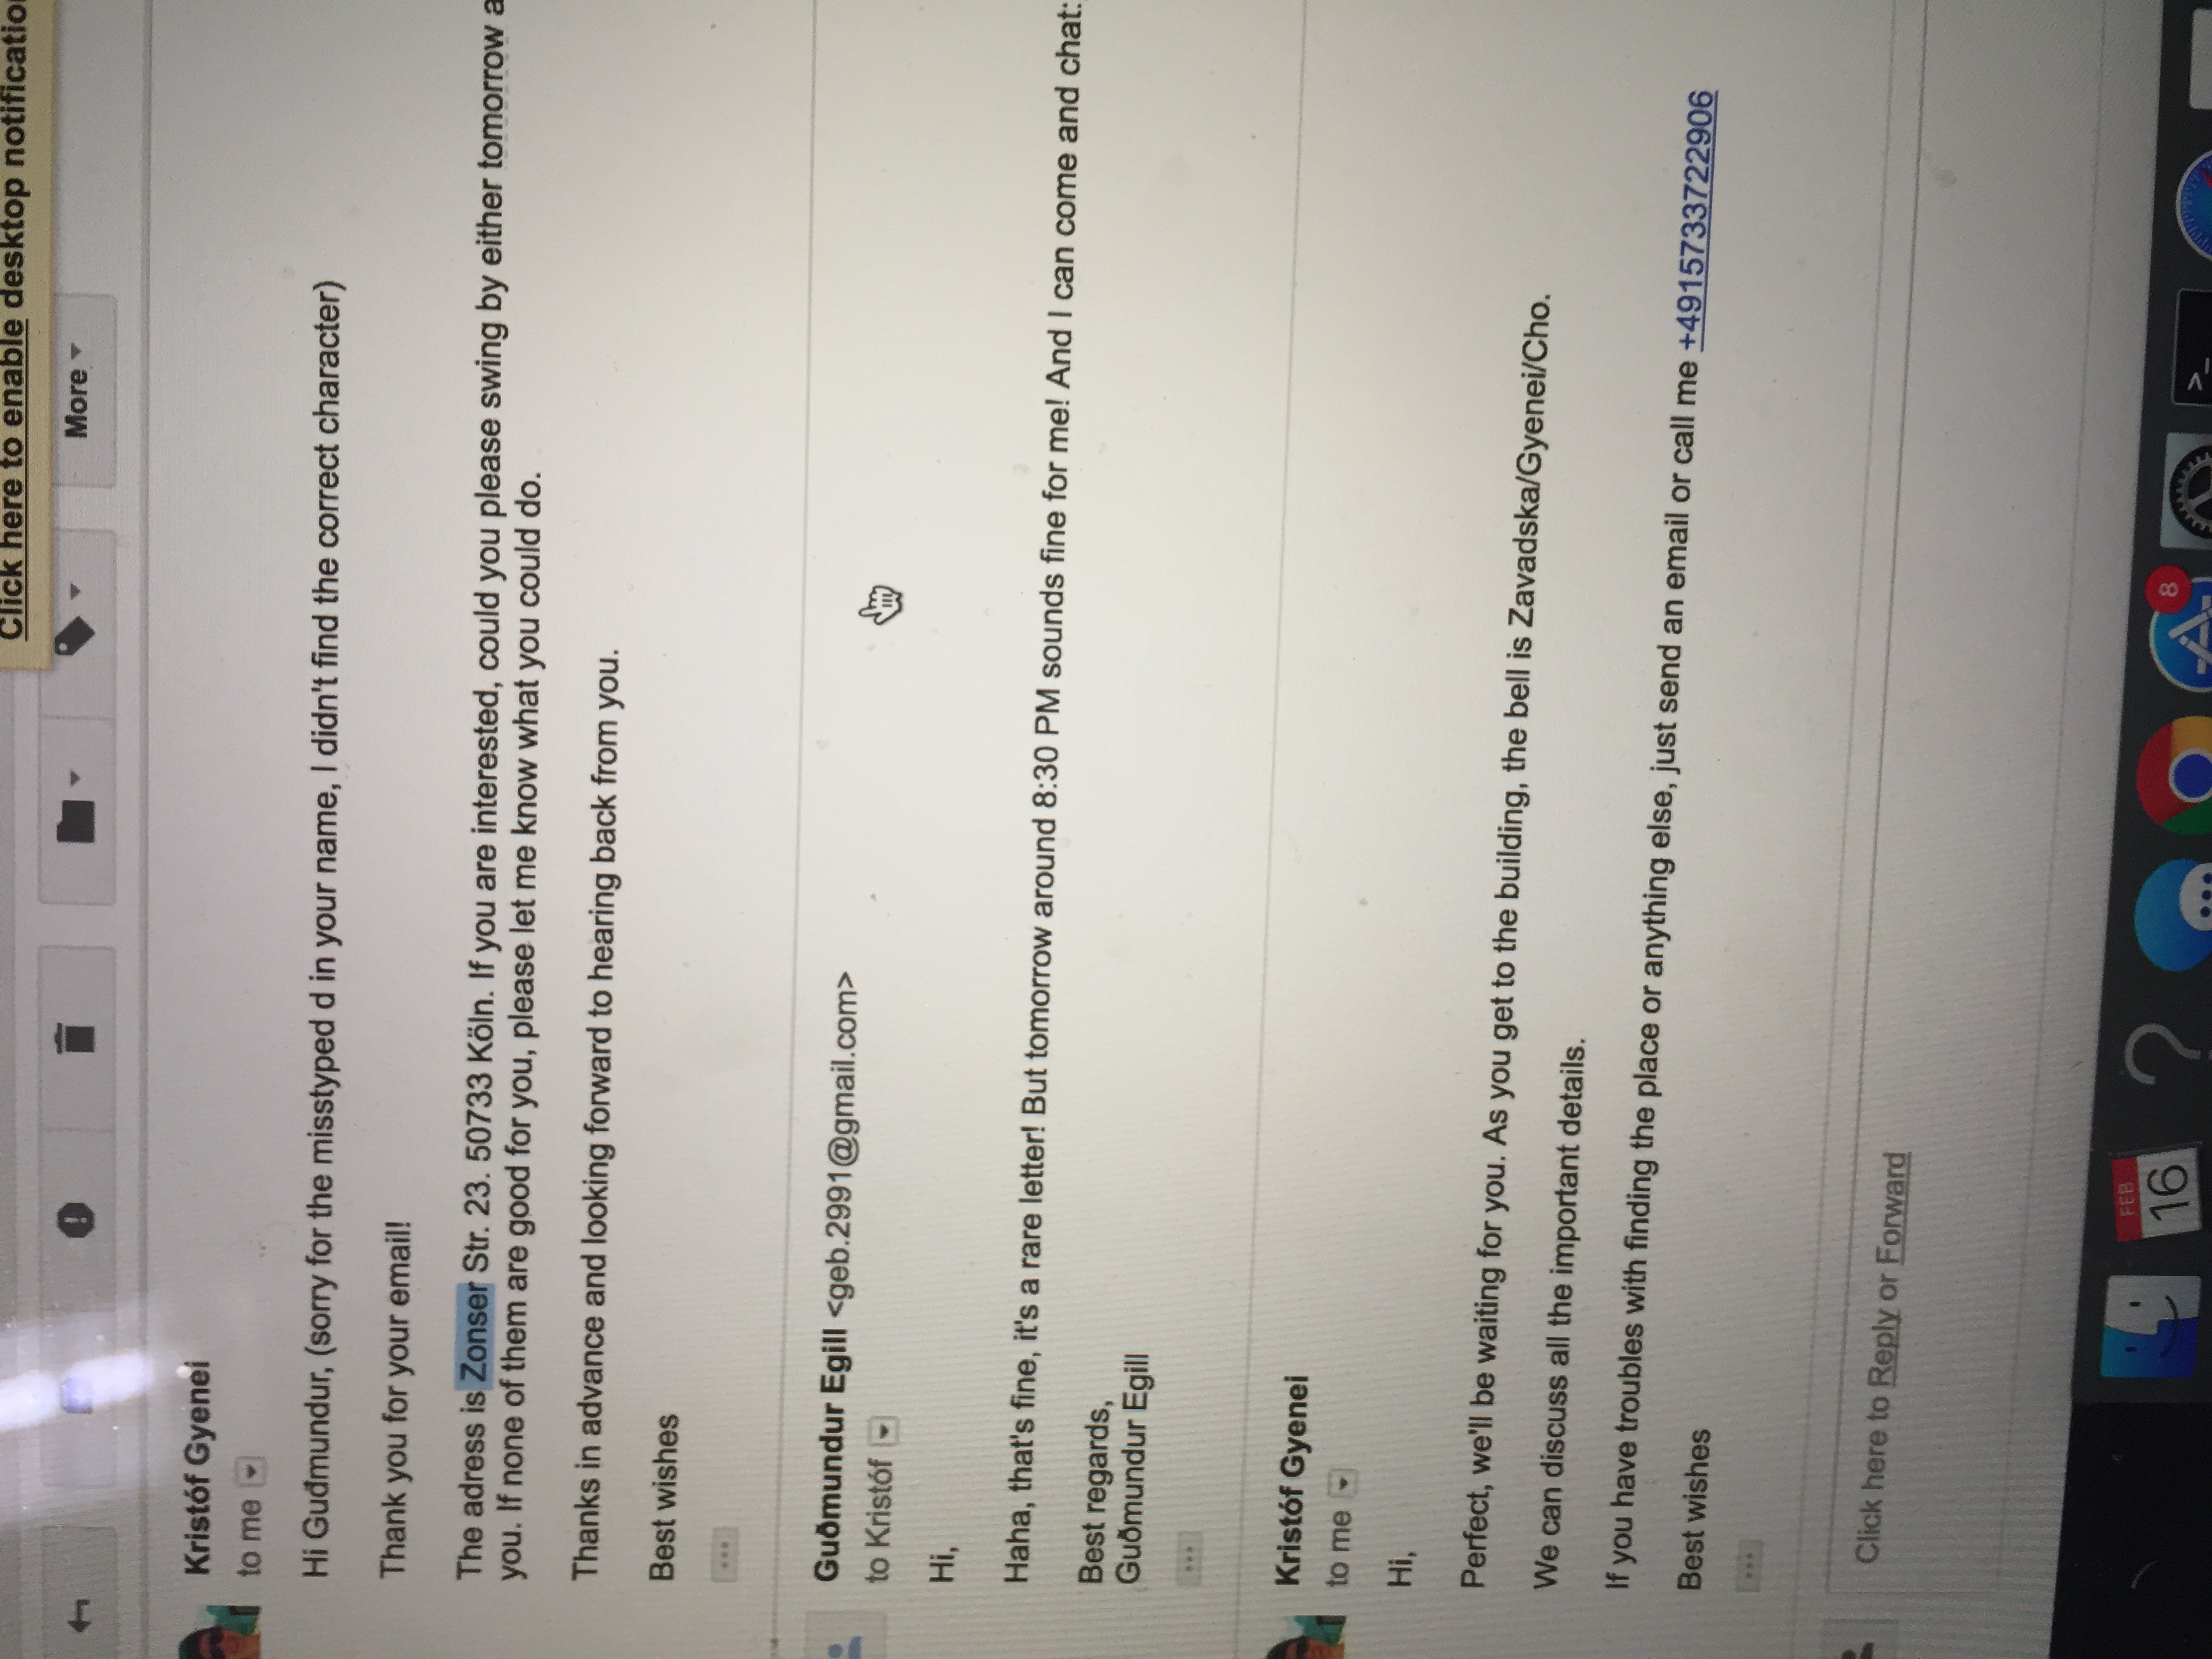 Click here to enable desktop notificatio
More
Kristóf Gyenei
to me
Hi Guđmundur, (sorry for the misstyped d in your name, I didn't find the correct character)
Thank you for your email!
The adress is Zonser Str. 23. 50733 Köln. If you are interested, could you please swing by either tomorrow a
you. If none of them are good for you, please let me know what you could do.
Thanks in advance and looking forward to hearing back from you.
Best wishes
Guðmundur Egill <geb.2991@gmail.com>
to Kristóf
Hi,
Haha, that's fine, it's a rare letter! But tomorrow around 8:30 PM sounds fine for me! And I can come and chat:
Best regards,
Guðmundur Egill
Kristóf Gyenei
to me
Hi,
Perfect, we'll be waiting for you. As you get to the building, the bell is Zavadska/Gyenei/Cho.
We can discuss all the important details.
If you have troubles with finding the place or anything else, just send an email or call me +4915733722906
Best wishes
Click here to Reply or Forward
FEB
16
8